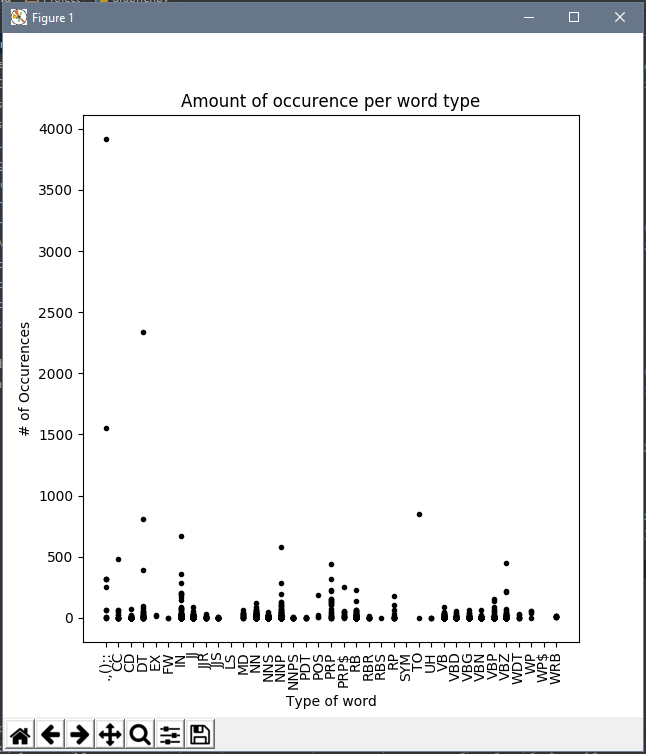 Figure 1
Amount of occurence per word type
4000
3500
3000
2500
2000
1500
1000
500
0
# of Occurences
CC
CD
DT
EX
FW
IN
JJ
JJR
JJS
LS
MD
NN
NNS
NNP
NNPS
PDT
POS
PRP
PRP$
RB
RBR
RBS
RP
SYM
TO
UH
VB
VBD
VBG
VBN
VBP
VBZ
WDT
WP
WP$
WRB
Type of word